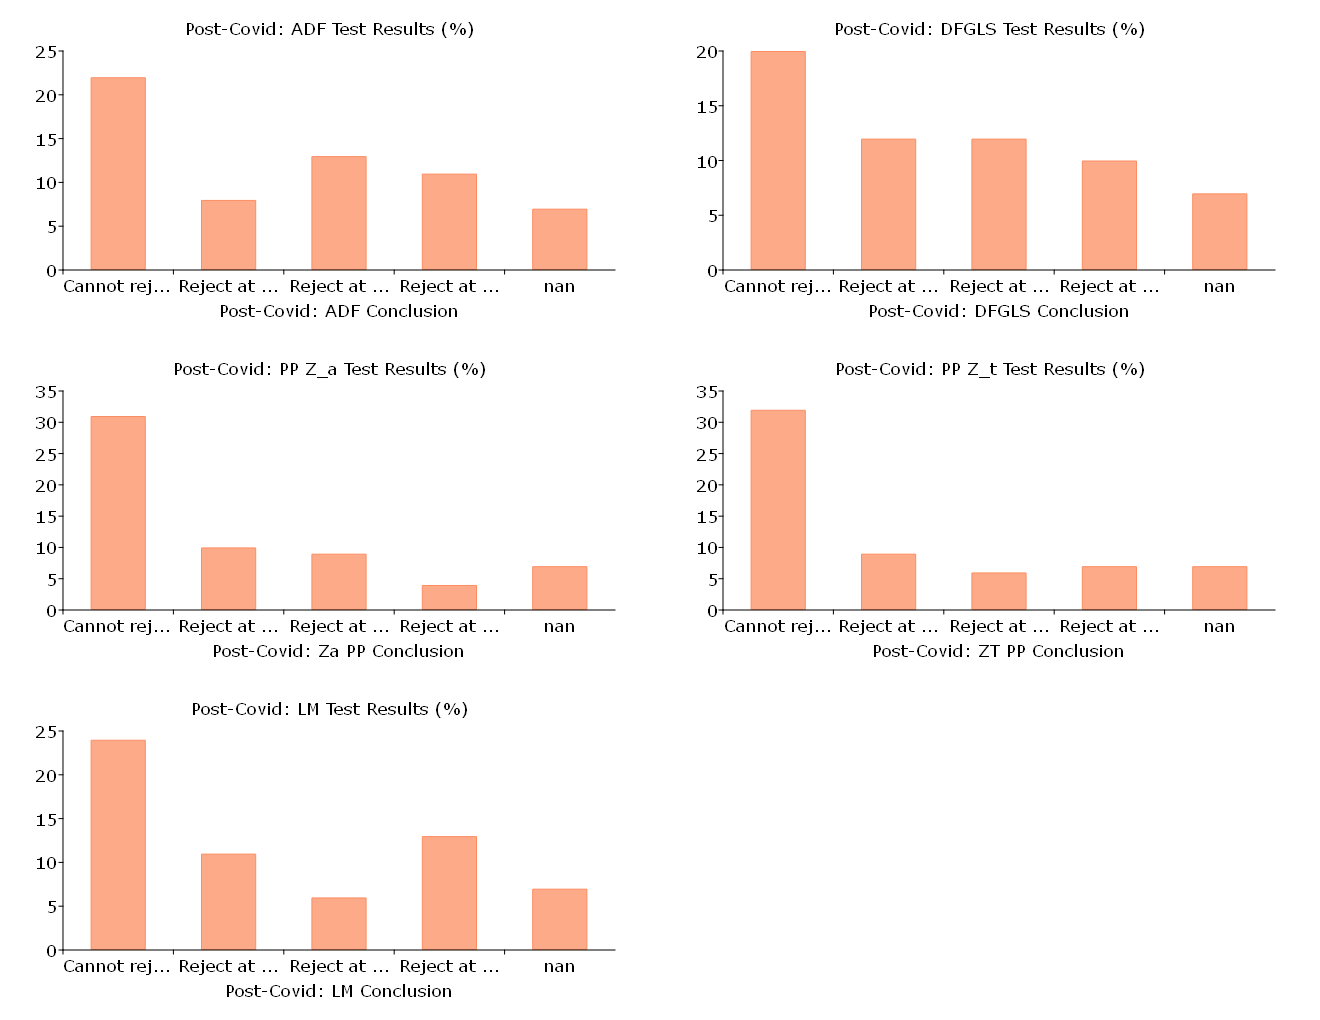 Post-Covid: ADF Test Results (%)
25
20
15
10
5
0
Cannot rej... Reject at ... Reject at ... Reject at ... nan
Post-Covid: ADF Conclusion
Post-Covid: DFGLS Test Results (%)
20
15
10
5
0
Cannot rej... Reject at ... Reject at ... Reject at ... nan
Post-Covid: DFGLS Conclusion
Post-Covid: PP Z_a Test Results (%)
35
30
25
20
15
10
5
0
Cannot rej... Reject at ... Reject at ... Reject at ... nan
Post-Covid: Za PP Conclusion
Post-Covid: PP Z_t Test Results (%)
35
30
25
20
15
10
5
0
Cannot rej... Reject at ... Reject at ... Reject at ... nan
Post-Covid: ZT PP Conclusion
Post-Covid: LM Test Results (%)
25
20
15
10
5
0
Cannot rej... Reject at ... Reject at ... Reject at ... nan
Post-Covid: LM Conclusion